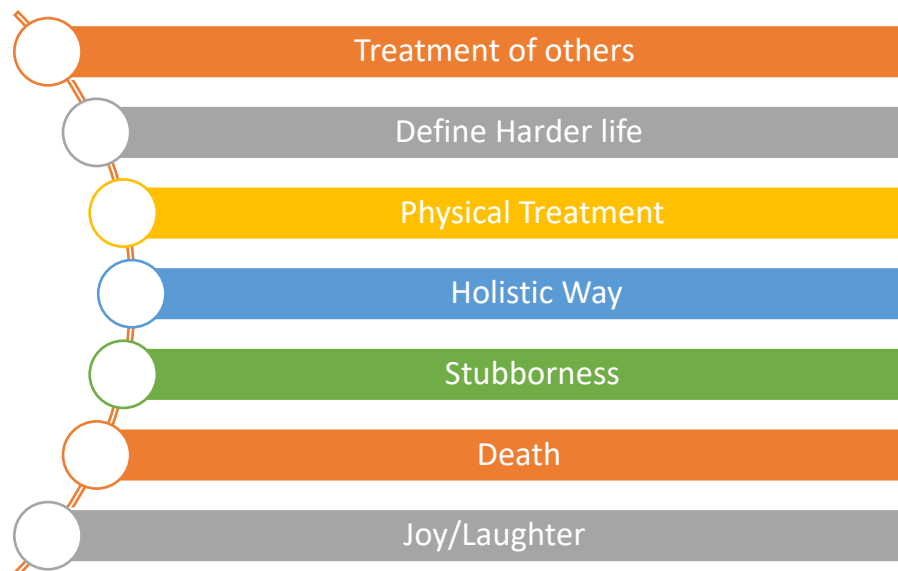 Treatment of others
Define Harder life
Physical Treatment
Holistic Way
Stubborness
Death
Joy/Laughter